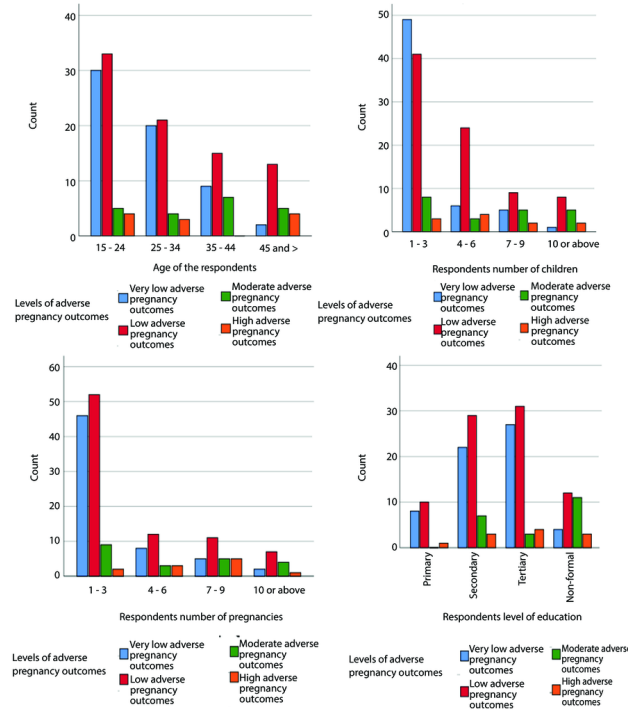 40
30
20
10
0
Count
15 - 24
25 - 34
35 - 44
45 and >
Age of the respondents
Levels of adverse
pregnancy outcomes
Very low adverse
pregnancy
outcomes
Low adverse
pregnancy
outcomes
Moderate adverse
pregnancy
outcomes
High adverse
pregnancy
outcomes
50
40
30
20
10
0
Count
1 - 3
4 - 6
7 - 9
10 or above
Respondents number of children
Levels of adverse
pregnancy outcomes
Very low adverse
pregnancy
outcomes
Low adverse
pregnancy
outcomes
Moderate adverse
pregnancy
outcomes
High adverse
pregnancy
outcomes
60
50
40
30
20
10
0
Count
1 - 3
4 - 6
7 - 9
10 or above
Respondents number of pregnancies
Levels of adverse
pregnancy outcomes
Very low adverse
pregnancy
outcomes
Low adverse
pregnancy
outcomes
Moderate adverse
pregnancy
outcomes
High adverse
pregnancy
outcomes
40
30
20
10
0
Count
Primary
Secondary
Tertiary
Non-formal
Respondents level of education
Levels of adverse
pregnancy outcomes
Very low adverse
pregnancy
outcomes
Low adverse
pregnancy
outcomes
Moderate adverse
pregnancy
outcomes
High adverse
pregnancy
outcomes